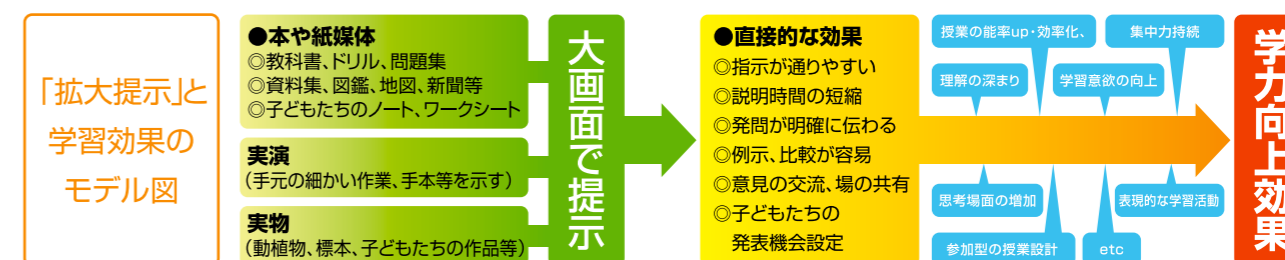 「拡大提示」と
学習効果の
モデル図
●本や紙媒体
◎教科書、ドリル、問題集
◎資料集、図鑑、地図、新聞等
◎子どもたちのノート、ワークシート
実演
(手元の細かい作業、手本等を示す)
実物
(動植物、標本、子どもたちの作品等)
大画面で提示
●直接的な効果
◎指示が通りやすい
◎説明時間の短縮
◎発問が明確に伝わる
◎例示、比較が容易
◎意見の交流、場の共有
◎子どもたちの
発表機会設定
授業の能率up・効率化、
集中力持続
理解の深まり
学習意欲の向上
思考場面の増加
表現的な学習活動
参加型の授業設計
etc
学力向上効果